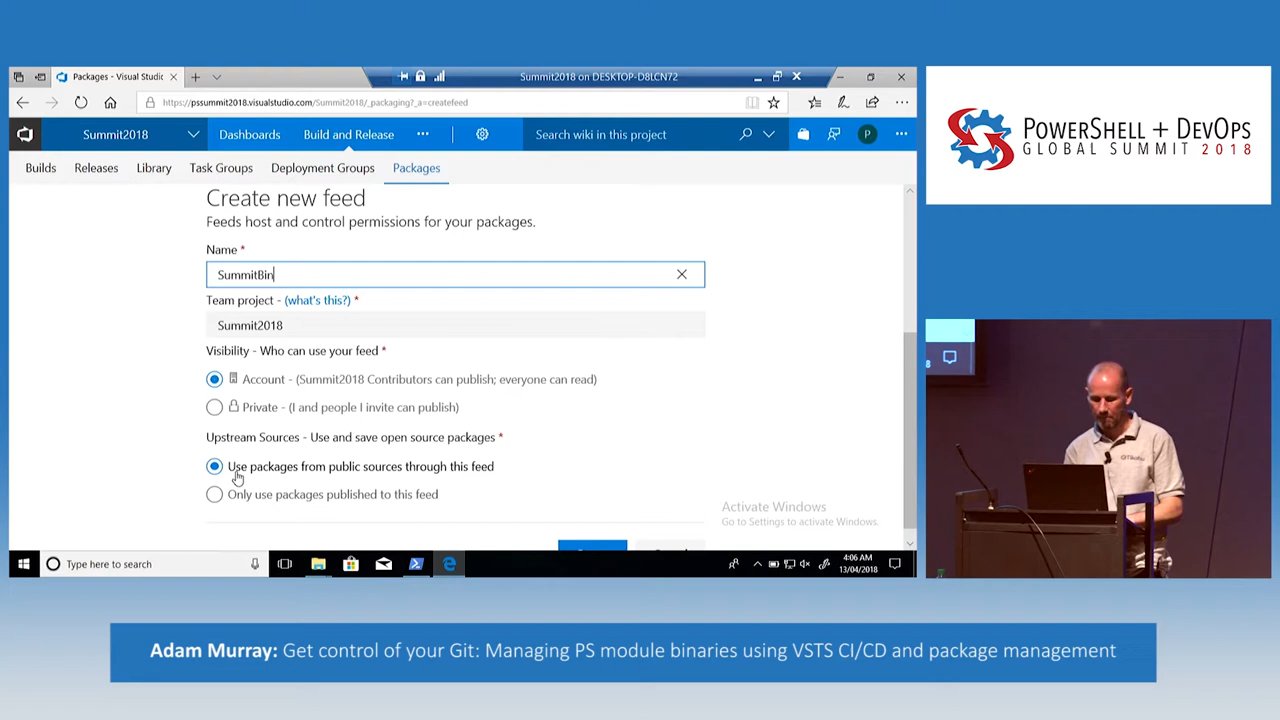 Packages - Visual Studic
Summit2018 on DESKTOP-D8LCN72
https://pssummit2018.visualstudio.com/Summit2018/_packaging?_a=createfeed
Summit2018
Dashboards
Build and Release
Search wiki in this project
P
Builds
Releases
Library
Task Groups
Deployment Groups
Packages
Create new feed
Feeds host and control permissions for your packages.
Name *
SummitBin
Team project - (what's this?) *
Summit2018
Visibility - Who can use your feed *
Account - (Summit2018 Contributors can publish; everyone can read)
Private - (I and people I invite can publish)
Upstream Sources - Use and save open source packages *
Use packages from public sources through this feed
Only use packages published to this feed
Activate Windows
Go to Settings to activate Windows.
Type here to search
4:06 AM
13/04/2018
POWERSHELL + DEVOPS
GLOBAL SUMMIT 2018
Adam Murray: Get control of your Git: Managing PS module binaries using VSTS CI/CD and package management